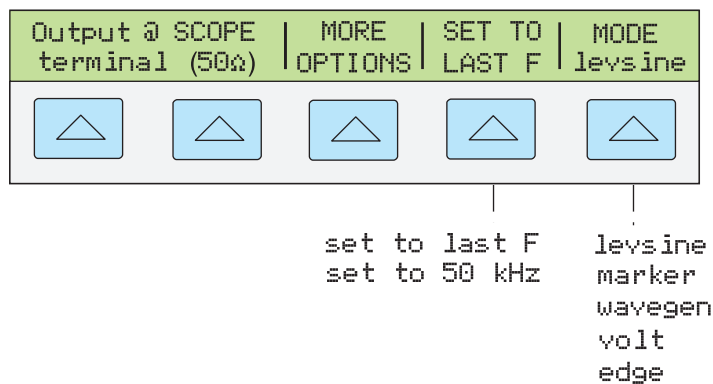 Output @ SCOPE terminal (50Ω)
MORE OPTIONS
SET TO LAST F
MODE levsine
set to last F
set to 50 kHz
levsine
marker
wavegen
volt
edge